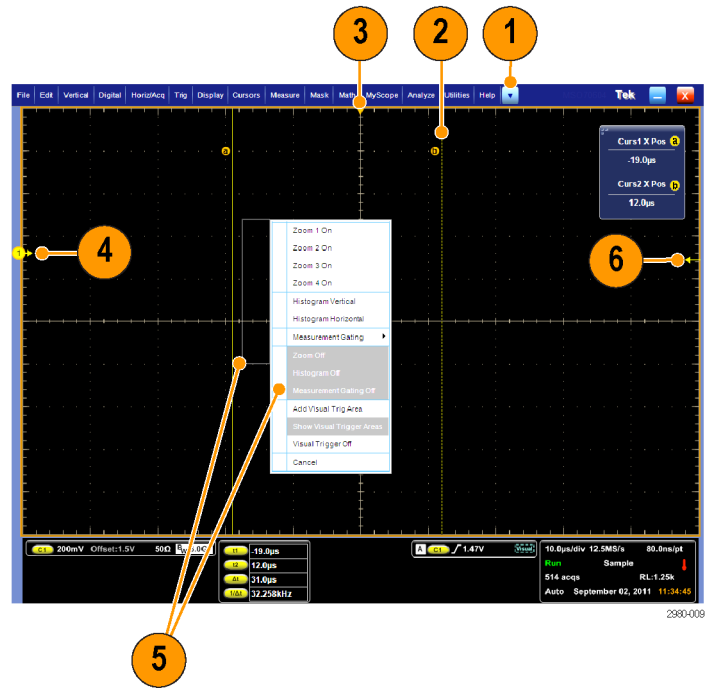 3 2 1
File Edit Vertical Digital Horiz/Acq Trig Display Cursors Measure Mask Math MyScope Analyze Utilities Help Tek X
a b
Curs1 X Pos a
-19.0µs
Curs2 X Pos b
12.0µs
1 4 6
Zoom 1 On
Zoom 2 On
Zoom 3 On
Zoom 4 On
Histogram Vertical
Histogram Horizontal
Measurement Gating
Zoom Off
Histogram Off
Measurement Gating Off
Add Visual Trig Area
Show Visual Trigger Areas
Visual Trigger Off
Cancel
C1 200mV Offset:1.5V 50Ω
t1 -19.0µs
t2 12.0µs
Δt 31.0µs
1/Δt 32.258kHz
A C1 1.47V Visual
10.0µs/div 12.5MS/s 80.0ns/pt
Run Sample
514 acqs RL:1.25k
Auto September 02, 2011 11:34:45
2980-009
5